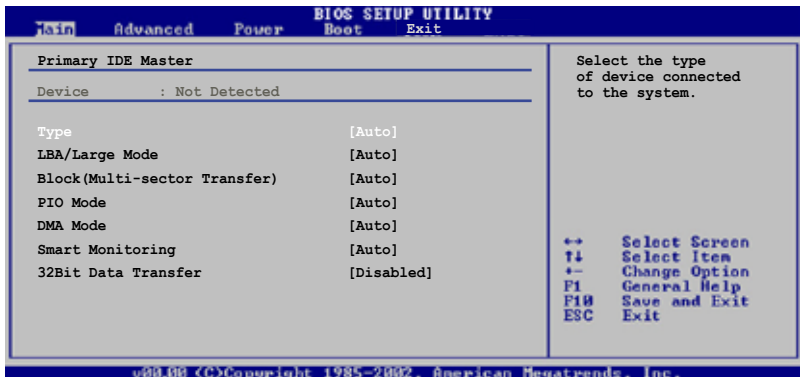 BIOS SETUP UTILITY
Main Advanced Power Boot Exit
Primary IDE Master
Device : Not Detected
Type [Auto]
LBA/Large Mode [Auto]
Block(Multi-sector Transfer) [Auto]
PIO Mode [Auto]
DMA Mode [Auto]
Smart Monitoring [Auto]
32Bit Data Transfer [Disabled]
Select the type
of device connected
to the system.
←→ Select Screen
↑↓ Select Item
+- Change Option
F1 General Help
F10 Save and Exit
ESC Exit
v00.00 (C)Copyright 1985-2002, American Megatrends, Inc.